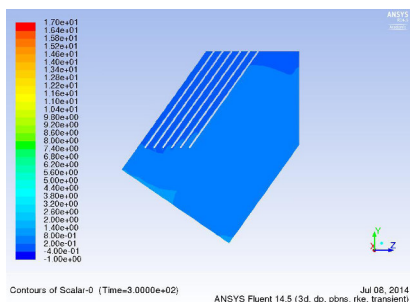 ANSYS
1.70e+01
1.64e+01
1.58e+01
1.52e+01
1.46e+01
1.40e+01
1.34e+01
1.28e+01
1.22e+01
1.16e+01
1.10e+01
1.04e+01
9.80e+00
9.20e+00
8.60e+00
8.00e+00
7.40e+00
6.80e+00
6.20e+00
5.60e+00
5.00e+00
4.40e+00
3.80e+00
3.20e+00
2.60e+00
2.00e+00
1.40e+00
8.00e-01
2.00e-01
-4.00e-01
-1.00e+00
Y
X
Z
Contours of Scalar-0 (Time=3.0000e+02)
Jul 08, 2014
ANSYS Fluent 14.5 (3d, dp, pbns, rke, transient)